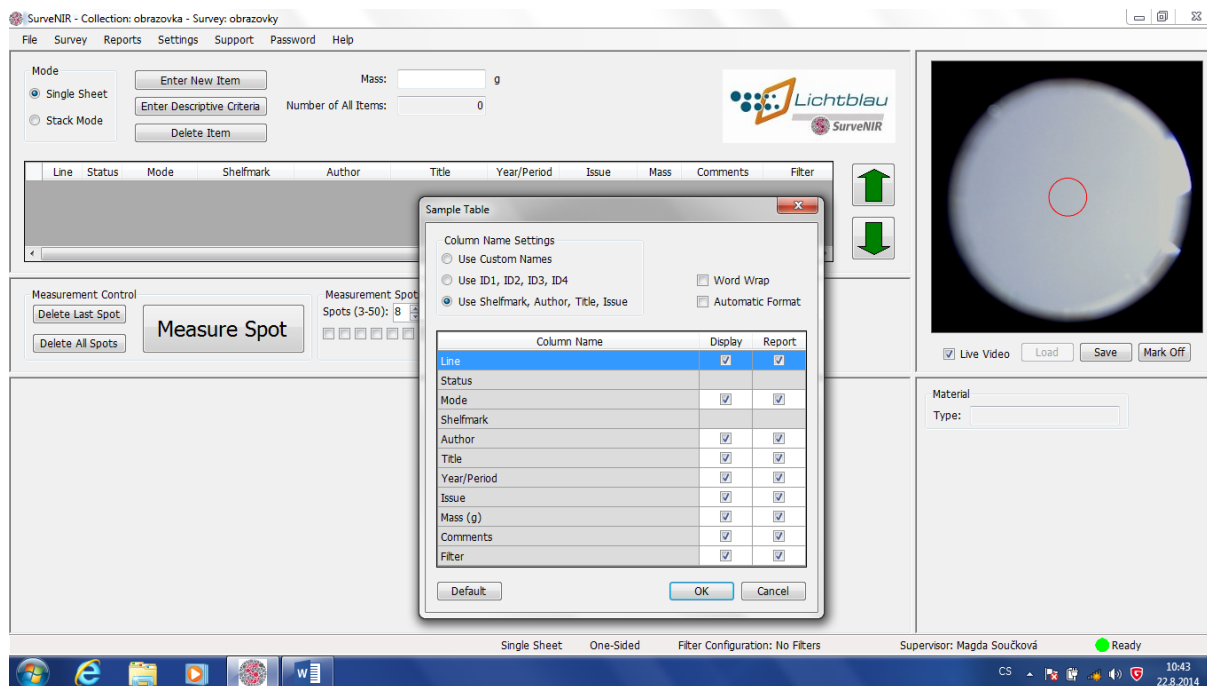 SurveNIR - Collection: obrazovka - Survey: obrazovky
File Survey Reports Settings Support Password Help
Mode
Single Sheet
Stack Mode
Enter New Item
Enter Descriptive Criteria
Delete Item
Mass: g
Number of All Items: 0
Lichtblau
SurveNIR
Line Status Mode Shelfmark Author Title Year/Period Issue Mass Comments Filter
Measurement Control
Delete Last Spot
Delete All Spots
Measure Spot
Measurement Spot
Spots (3-50): 8
Sample Table
Column Name Settings
Use Custom Names
Use ID1, ID2, ID3, ID4
Use Shelfmark, Author, Title, Issue
Word Wrap
Automatic Format
Column Name Display Report
Line
Status
Mode
Shelfmark
Author
Title
Year/Period
Issue
Mass (g)
Comments
Filter
Default OK Cancel
Live Video Load Save Mark Off
Material
Type:
Single Sheet One-Sided Filter Configuration: No Filters Supervisor: Magda Součková Ready
CS
10:43
22.8.2014